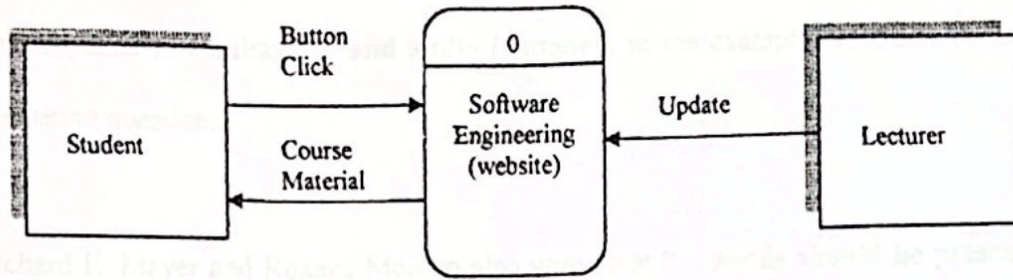 Button
Click
0
Student
Software
Engineering
(website)
Update
Lecturer
Course
Material